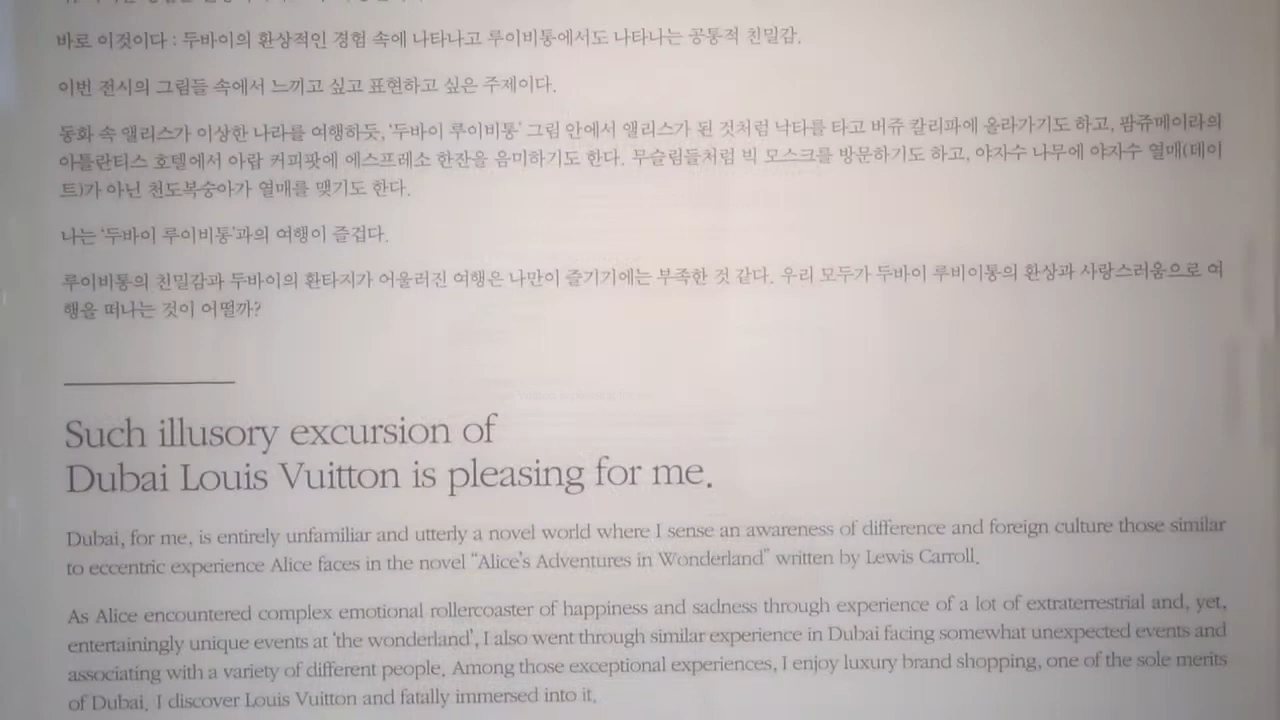 바로 이것이다 : 두바이의 환상적인 경험 속에 나타나고 루이비통에서도 나타나는 공통적 친밀감.
이번 전시의 그림들 속에서 느끼고 싶고 표현하고 싶은 주제이다.
동화 속 앨리스가 이상한 나라를 여행하듯, '두바이 루이비통' 그림 안에서 앨리스가 된 것처럼 낙타를 타고 버쥬 칼리파에 올라가기도 하고, 팜쥬메이라의
아틀란티스 호텔에서 아랍 커피팟에 에스프레소 한잔을 음미하기도 한다. 무슬림들처럼 빅 모스크를 방문하기도 하고, 야자수 나무에 야자수 열매(데이
트)가 아닌 천도복숭아가 열매를 맺기도 한다.
나는 '두바이 루이비통'과의 여행이 즐겁다.
루이비통의 친밀감과 두바이의 환타지가 어울러진 여행은 나만이 즐기기에는 부족한 것 같다. 우리 모두가 두바이 루비이통의 환상과 사랑스러움으로 여
행을 떠나는 것이 어떨까?
Such illusory excursion of
Dubai Louis Vuitton is pleasing for me.
Dubai, for me, is entirely unfamiliar and utterly a novel world where I sense an awareness of difference and foreign culture those similar
to eccentric experience Alice faces in the novel "Alice's Adventures in Wonderland" written by Lewis Carroll.
As Alice encountered complex emotional rollercoaster of happiness and sadness through experience of a lot of extraterrestrial and, yet,
entertainingly unique events at 'the wonderland', I also went through similar experience in Dubai facing somewhat unexpected events and
associating with a variety of different people. Among those exceptional experiences, I enjoy luxury brand shopping, one of the sole merits
of Dubai. I discover Louis Vuitton and fatally immersed into it.